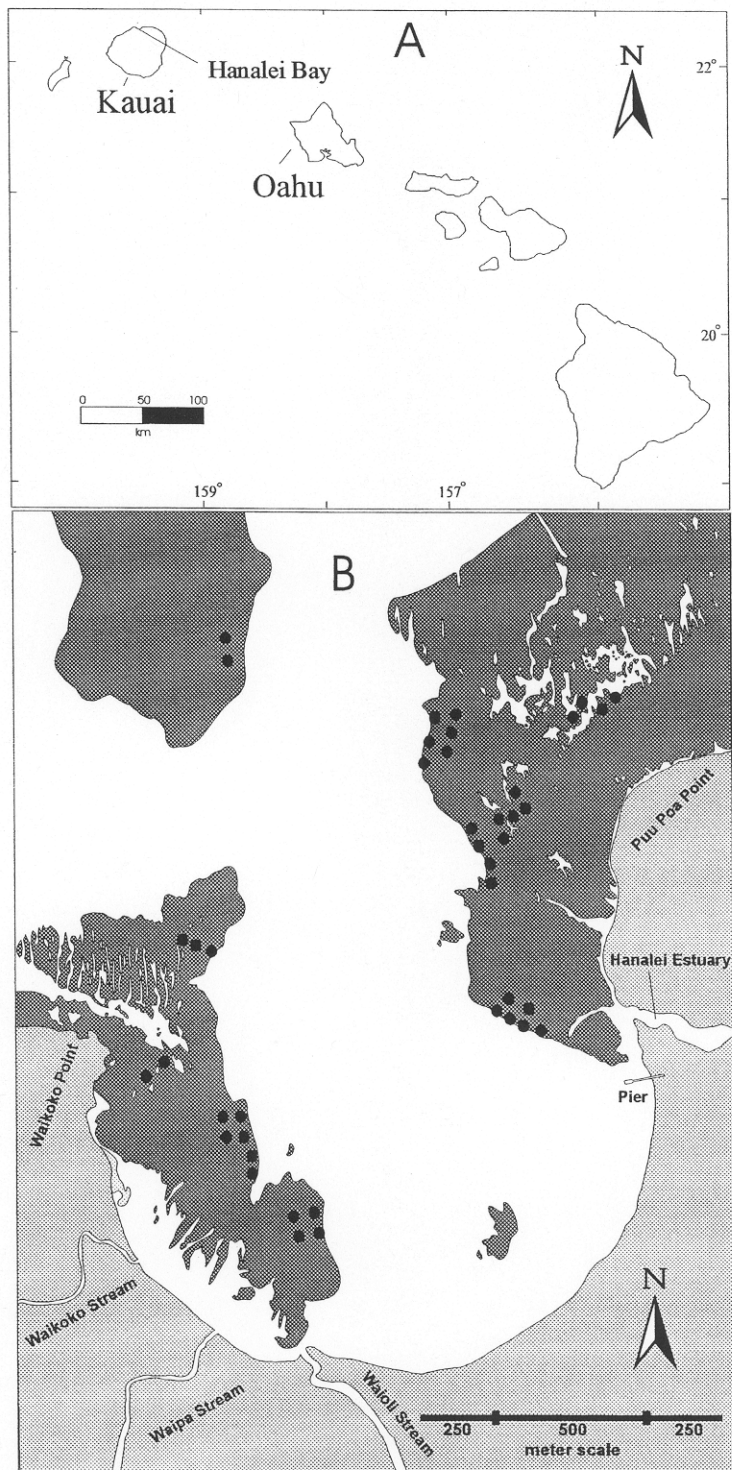 A
N
22°
Hanalei Bay
Kauai
Oahu
20°
0 50 100
km
159° 157°
B
Puu Poa Point
Hanalei Estuary
Waikoko Point
Pier
N
Waikoko Stream
Waipa Stream
Waioli Stream
250 500 250
meter scale